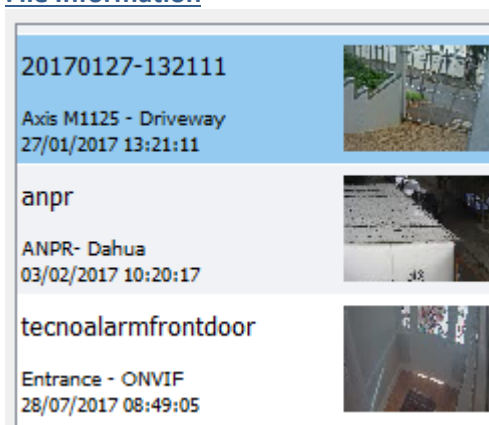 File Information
20170127-132111
Axis M1125 - Driveway
27/01/2017 13:21:11
anpr
ANPR- Dahua
03/02/2017 10:20:17
tecnoalarmfrontdoor
Entrance - ONVIF
28/07/2017 08:49:05